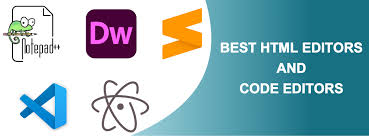 Notepad++
Dw
BEST HTML EDITORS
AND
CODE EDITORS